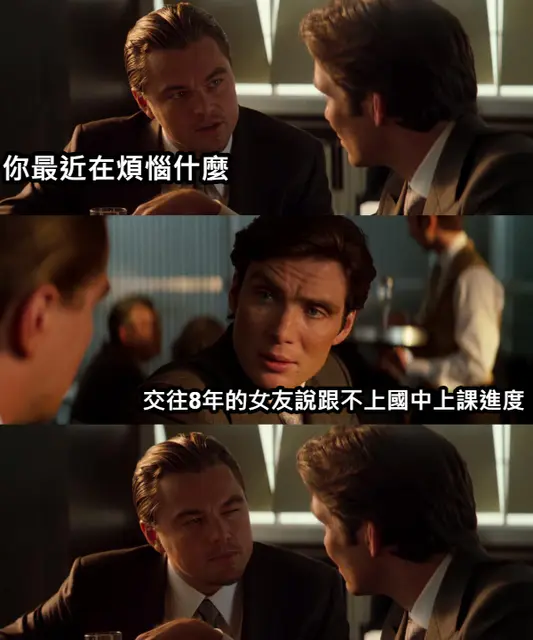 你最近在煩惱什麼
交往8年的女友說跟不上國中上課進度